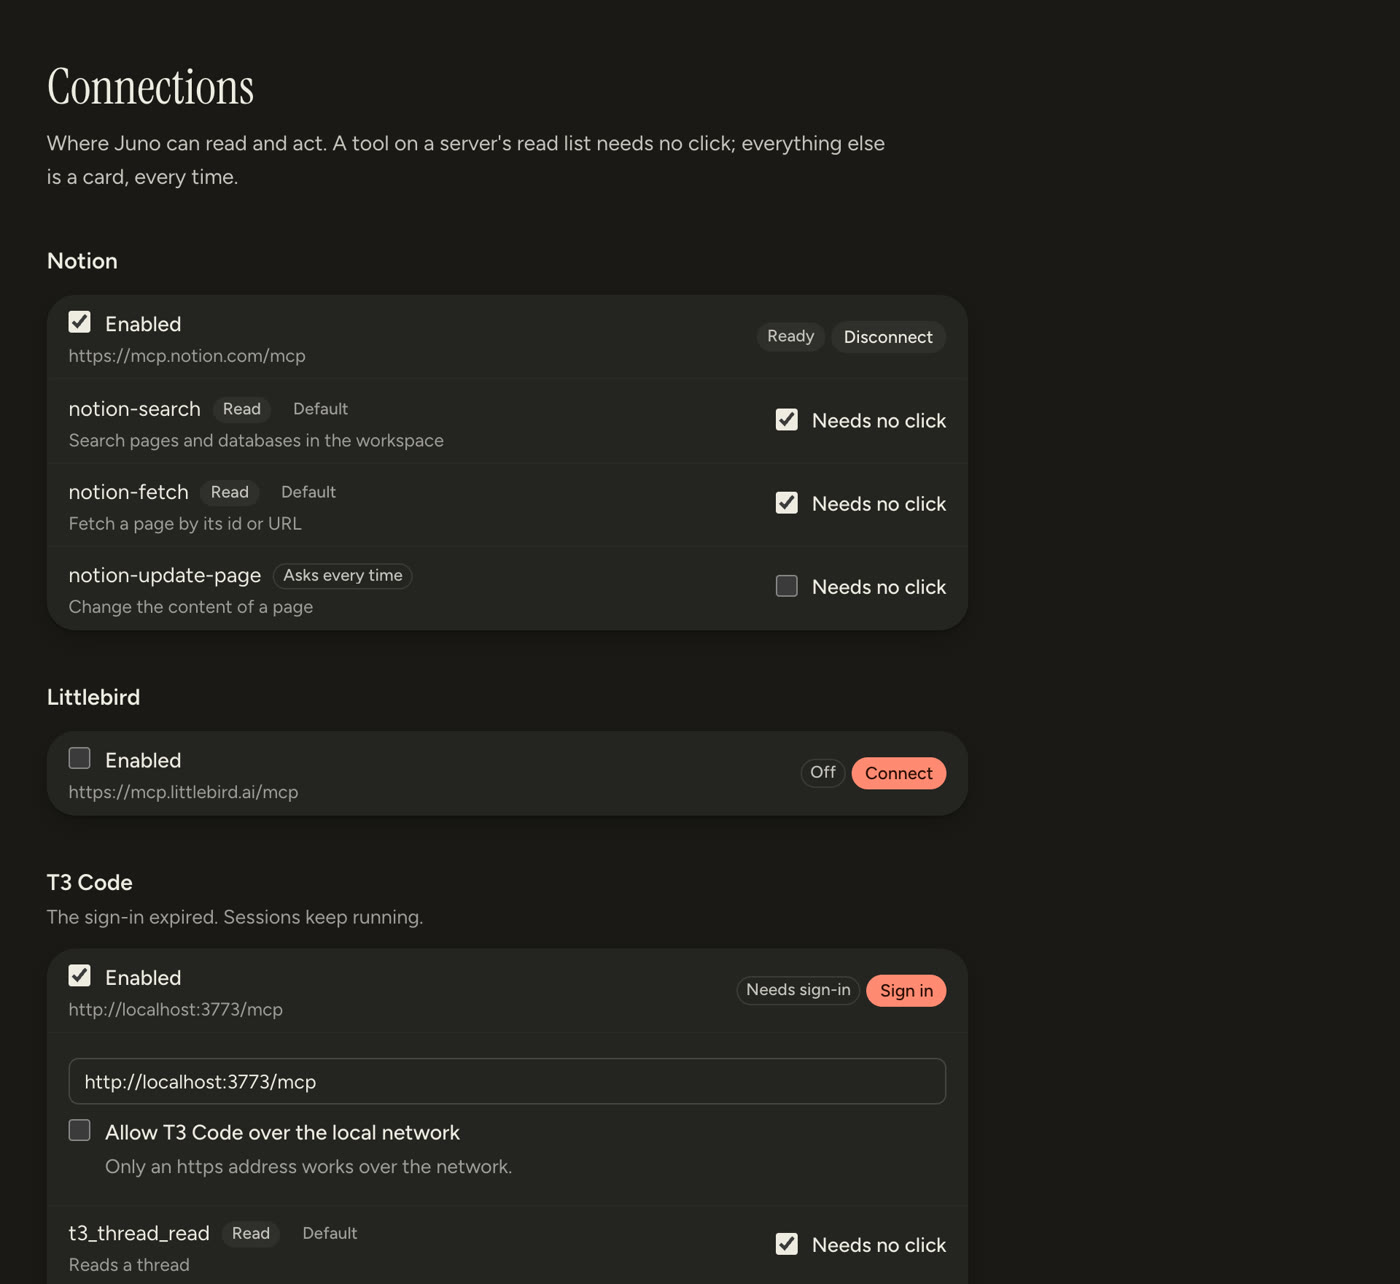 Connections
Where Juno can read and act. A tool on a server's read list needs no click; everything else
is a card, every time.
Notion
Enabled
https://mcp.notion.com/mcp
Ready
Disconnect
notion-search Read Default
Search pages and databases in the workspace
Needs no click
notion-fetch Read Default
Fetch a page by its id or URL
Needs no click
notion-update-page Asks every time
Change the content of a page
Needs no click
Littlebird
Enabled
https://mcp.littlebird.ai/mcp
Off
Connect
T3 Code
The sign-in expired. Sessions keep running.
Enabled
http://localhost:3773/mcp
Needs sign-in
Sign in
http://localhost:3773/mcp
Allow T3 Code over the local network
Only an https address works over the network.
t3_thread_read Read Default
Reads a thread
Needs no click